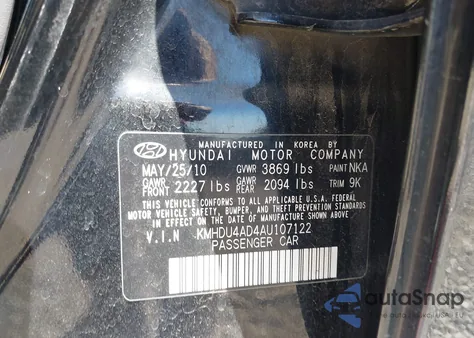 MANUFACTURED IN KOREA BY
HYUNDAI MOTOR COMPANY
MAY/25/10 GVWR 3869 lbs PAINT NKA
GAWR FRONT 2227 lbs GAWR REAR 2094 lbs TRIM 9K
THIS VEHICLE CONFORMS TO ALL APPLICABLE U.S.A. FEDERAL
MOTOR VEHICLE SAFETY, BUMPER, AND THEFT PREVENTION
STANDARDS IN EFFECT ON THE DATE OF MANUFACTURE SHOWN ABOVE.
V.I.N KMHDU4AD4AU107122
PASSENGER CAR
autoSnap